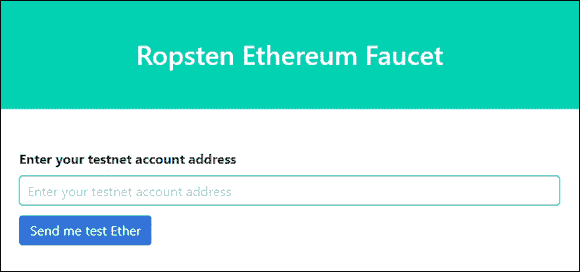 Ropsten Ethereum Faucet
Enter your testnet account address
Enter your testnet account address
Send me test Ether